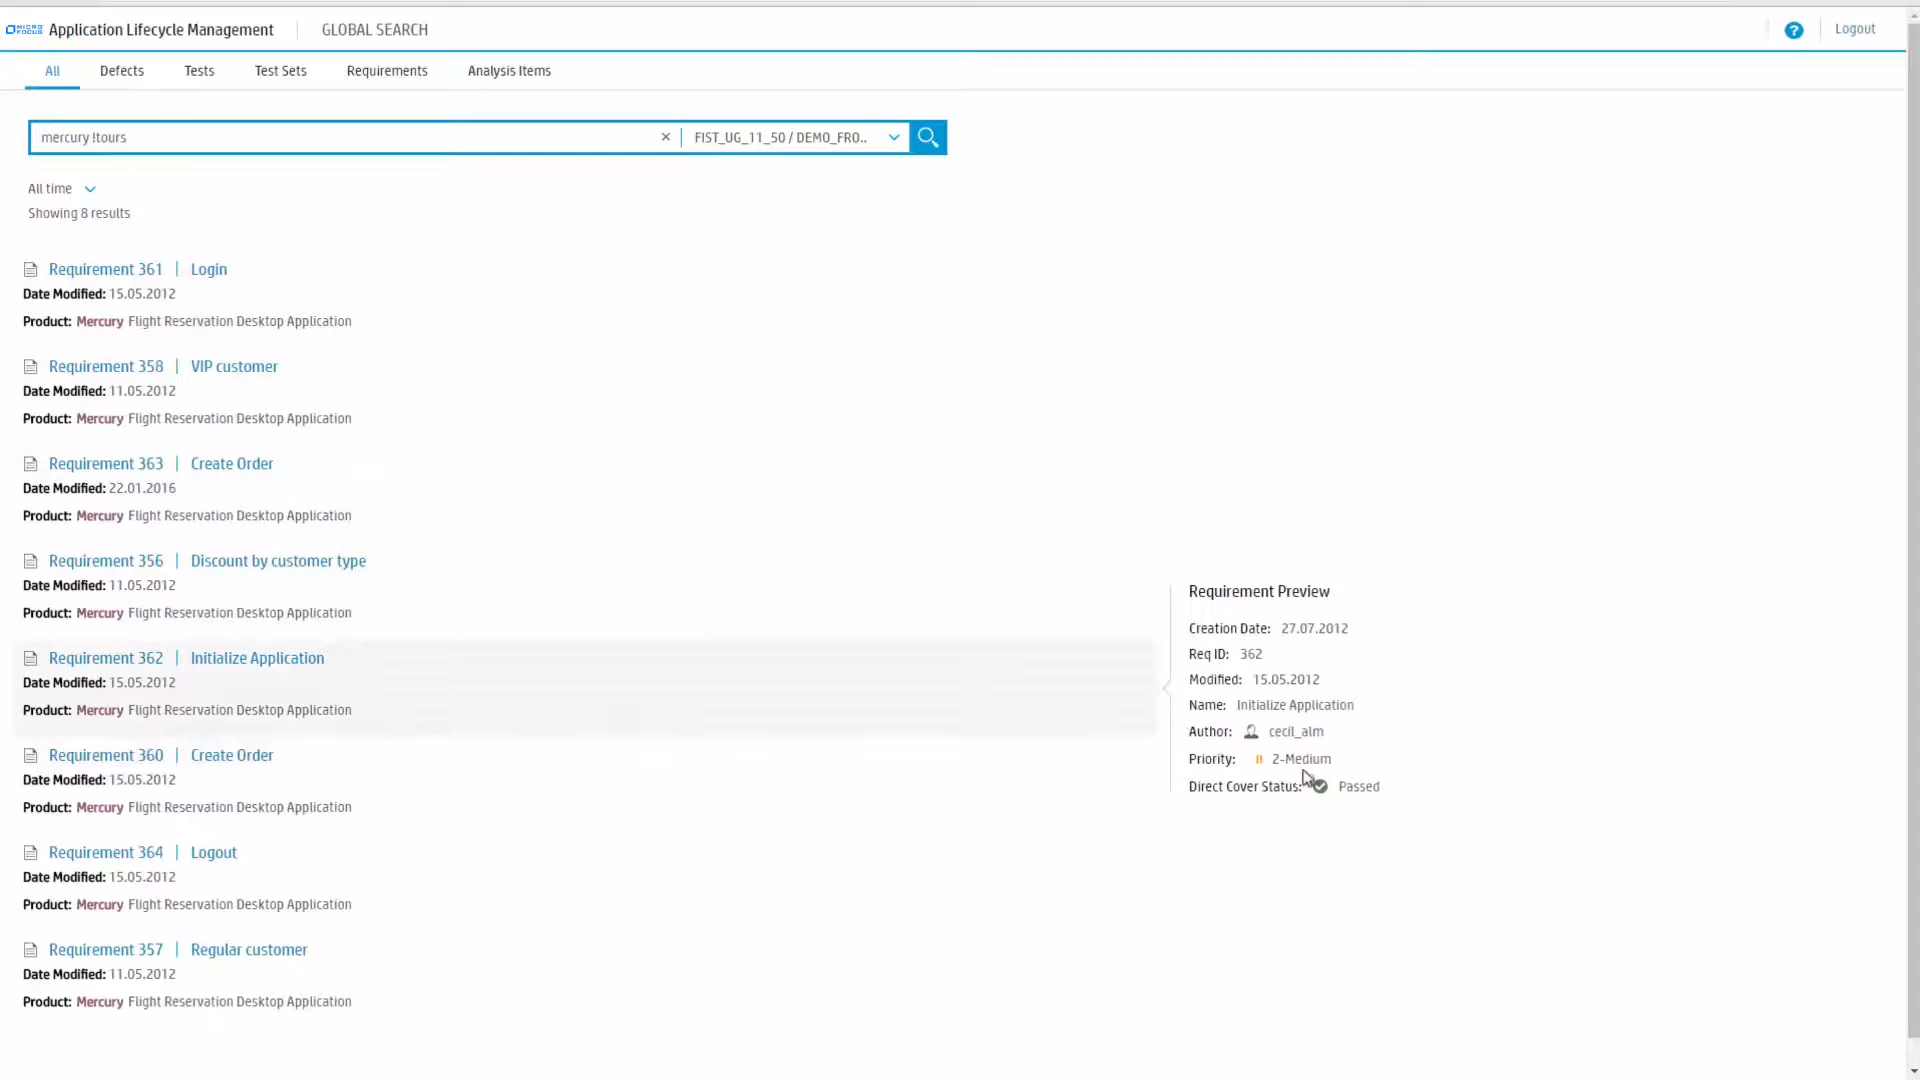 MICRO FOCUS Application Lifecycle Management GLOBAL SEARCH ? Logout
All Defects Tests Test Sets Requirements Analysis Items
mercury !tours × FIST_UG_11_50 / DEMO_FRO..
All time
Showing 8 results
Requirement 361 | Login
Date Modified: 15.05.2012
Product: Mercury Flight Reservation Desktop Application
Requirement 358 | VIP customer
Date Modified: 11.05.2012
Product: Mercury Flight Reservation Desktop Application
Requirement 363 | Create Order
Date Modified: 22.01.2016
Product: Mercury Flight Reservation Desktop Application
Requirement 356 | Discount by customer type
Date Modified: 11.05.2012
Product: Mercury Flight Reservation Desktop Application
Requirement 362 | Initialize Application
Date Modified: 15.05.2012
Product: Mercury Flight Reservation Desktop Application
Requirement 360 | Create Order
Date Modified: 15.05.2012
Product: Mercury Flight Reservation Desktop Application
Requirement 364 | Logout
Date Modified: 15.05.2012
Product: Mercury Flight Reservation Desktop Application
Requirement 357 | Regular customer
Date Modified: 11.05.2012
Product: Mercury Flight Reservation Desktop Application
Requirement Preview
Creation Date: 27.07.2012
Req ID: 362
Modified: 15.05.2012
Name: Initialize Application
Author: cecil_alm
Priority: 2-Medium
Direct Cover Status: Passed